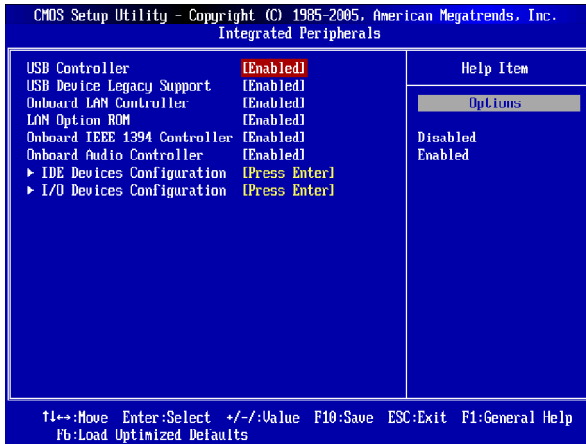 CMOS Setup Utility - Copyright (C) 1985-2005, American Megatrends, Inc.
Integrated Peripherals
USB Controller [Enabled]
USB Device Legacy Support [Enabled]
Onboard LAN Controller [Enabled]
LAN Option ROM [Enabled]
Onboard IEEE 1394 Controller [Enabled]
Onboard Audio Controller [Enabled]
► IDE Devices Configuration [Press Enter]
► I/O Devices Configuration [Press Enter]
Help Item
Options
Disabled
Enabled
↑↓↔:Move Enter:Select +/-/:Value F10:Save ESC:Exit F1:General Help
F6:Load Optimized Defaults